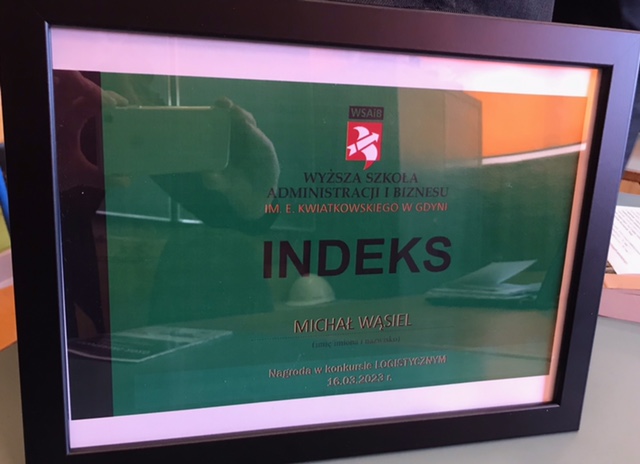 WSAiB
WYŻSZA SZKOŁA
ADMINISTRACJI I BIZNESU
IM. E. KWIATKOWSKIEGO W GDYNI
INDEKS
MICHAŁ WĄSIEL
Nagroda w konkursie LOGISTYCZNYM
16.03.2023 r.